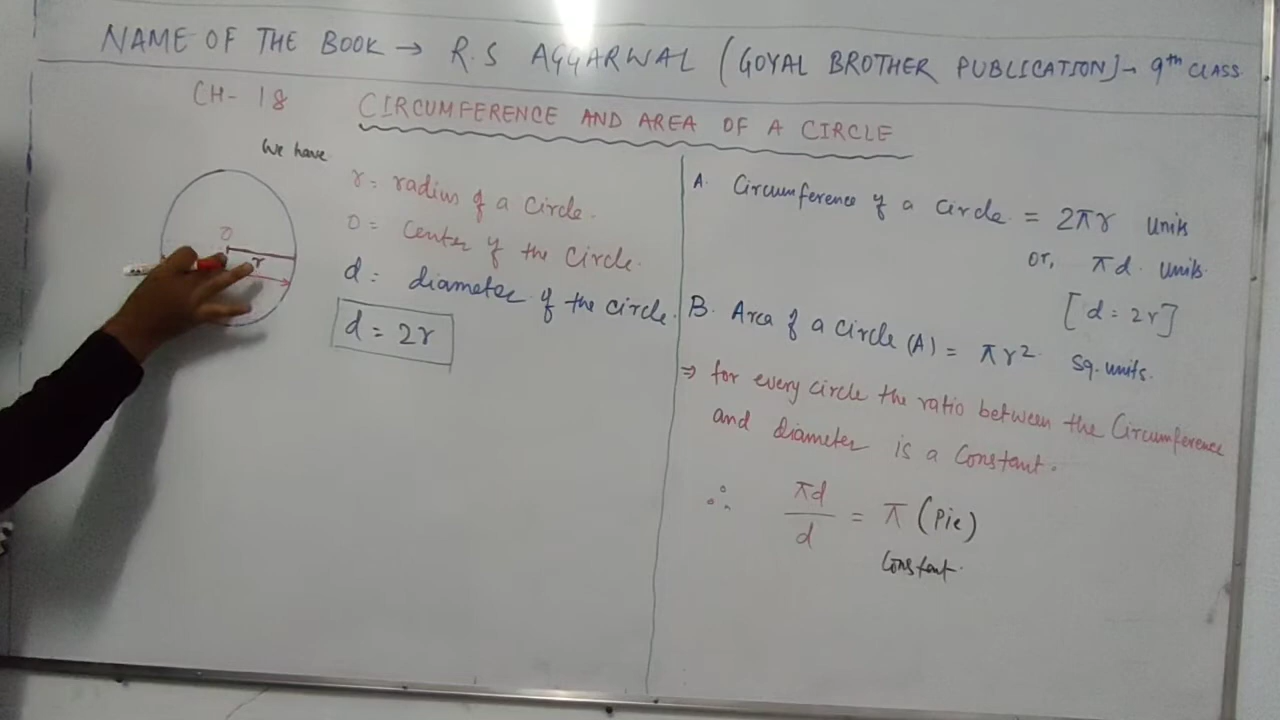 NAME OF THE BOOK → R.S AGGARWAL (GOYAL BROTHER PUBLICATION) - 9th CLASS
CH- 18 CIRCUMFERENCE AND AREA OF A CIRCLE
We have
O
r
r = radius of a Circle.
O = Center of the Circle.
d = diameter of the circle.
d = 2r
A. Circumference of a Circle = 2πr Units
or, πd. Units.
[d = 2r]
B. Area of a Circle (A) = πr² Sq. units.
⇒ for every circle the ratio between the Circumference
and diameter is a Constant.
∴ πd/d = π (Pie)
Constant.